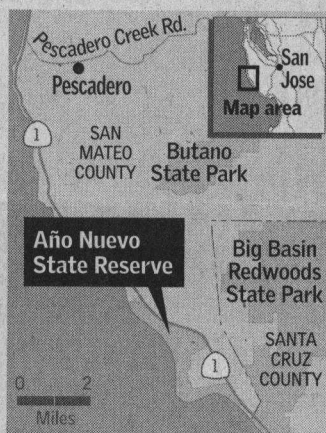 Pescadero Creek Rd.
Pescadero
San
Jose
Map area
1
SAN
MATEO
COUNTY
Butano
State Park
Año Nuevo
State Reserve
Big Basin
Redwoods
State Park
SANTA
CRUZ
COUNTY
1
0 2
Miles